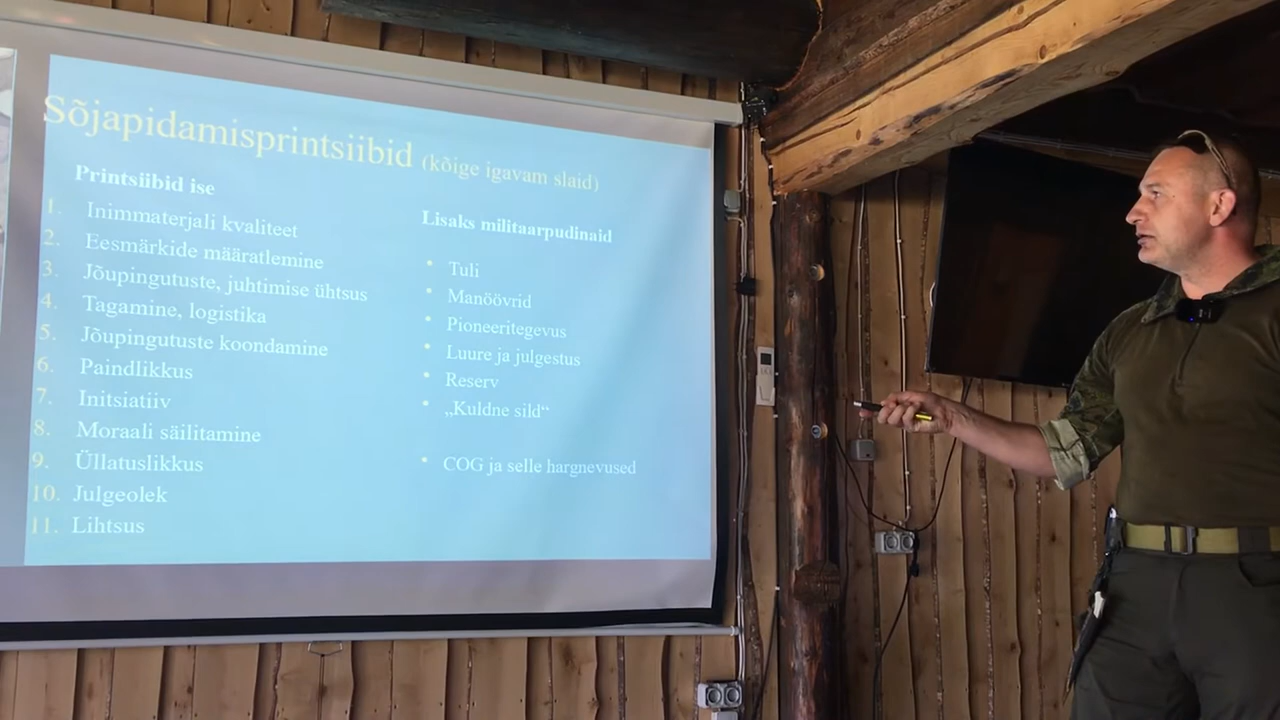 Sõjapidamisprintsiibid (kõige igavam slaid)
Printsiibid ise
1. Inimmaterjali kvaliteet
2. Eesmärkide määratlemine
3. Jõupingutuste, juhtimise ühtsus
4. Tagamine, logistika
5. Jõupingutuste koondamine
6. Paindlikkus
7. Initsiatiiv
8. Moraali säilitamine
9. Üllatuslikkus
10. Julgeolek
11. Lihtsus
Lisaks militaarpudinaid
• Tuli
• Manöövrid
• Pioneeritegevus
• Luure ja julgestus
• Reserv
• „Kuldne sild“
• COG ja selle hargnevused